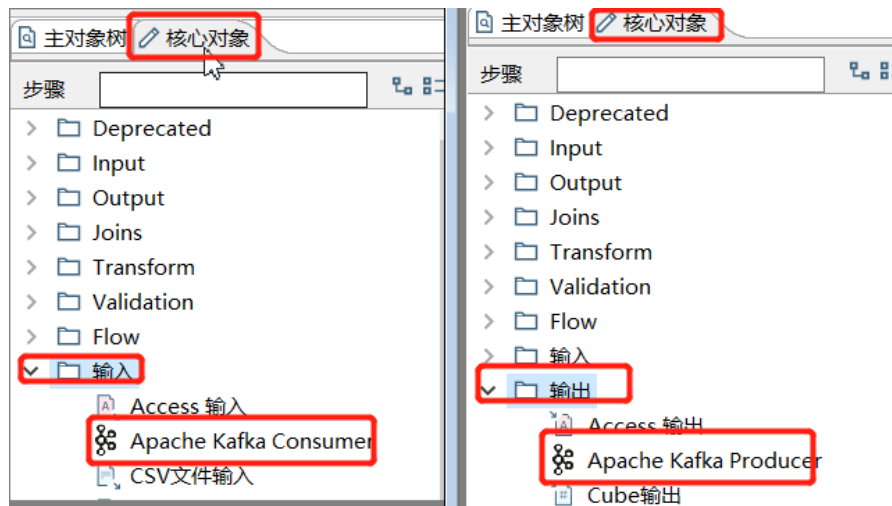 主对象树 核心对象
步骤
Deprecated
Input
Output
Joins
Transform
Validation
Flow
输入
Access 输入
Apache Kafka Consumer
CSV文件输入
主对象树 核心对象
步骤
Deprecated
Input
Output
Joins
Transform
Validation
Flow
输入
输出
Access 输出
Apache Kafka Producer
Cube输出